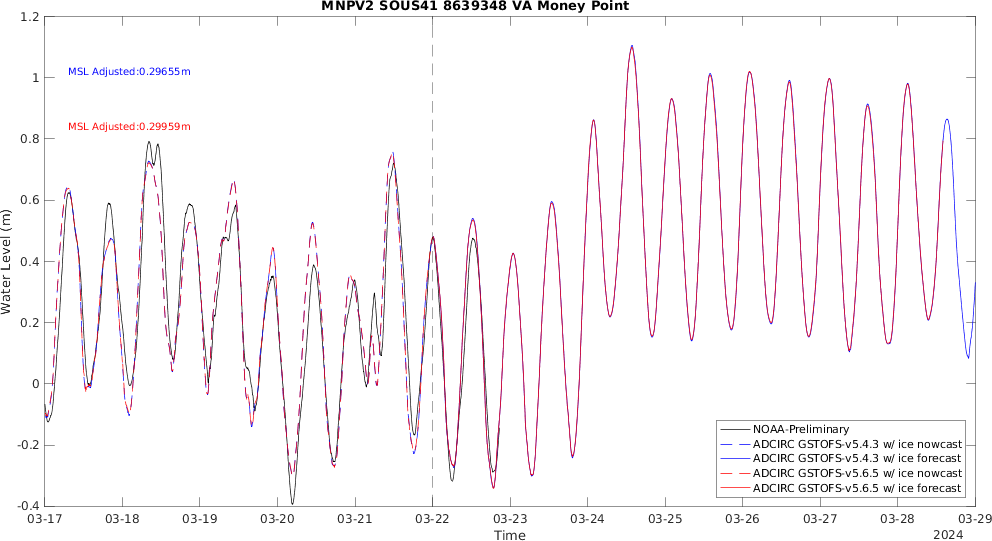 MNPV2 SOUS41 8639348 VA Money Point
1.2
1
0.8
0.6
0.4
0.2
0
-0.2
-0.4
Water Level (m)
MSL Adjusted:0.29655m
MSL Adjusted:0.29959m
NOAA-Preliminary
ADCIRC GSTOFS-v5.4.3 w/ ice nowcast
ADCIRC GSTOFS-v5.4.3 w/ ice forecast
ADCIRC GSTOFS-v5.6.5 w/ ice nowcast
ADCIRC GSTOFS-v5.6.5 w/ ice forecast
03-17 03-18 03-19 03-20 03-21 03-22 03-23 03-24 03-25 03-26 03-27 03-28 03-29
Time
2024